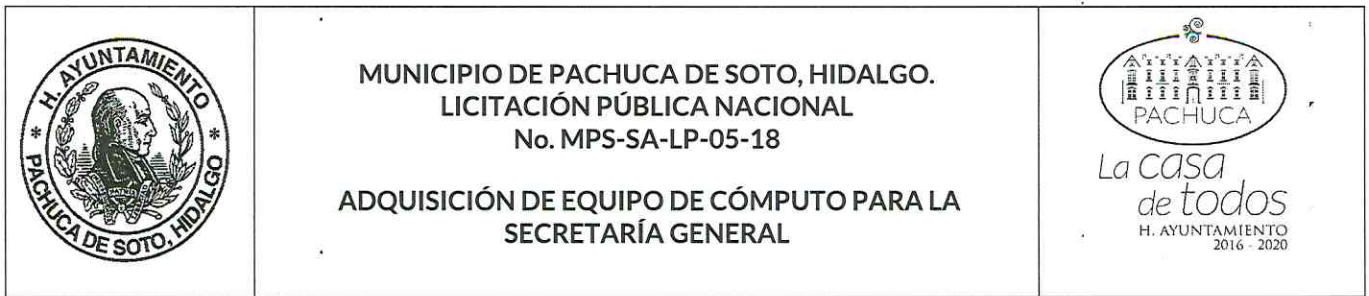 H. AYUNTAMIENTO
PACHUCA DE SOTO, HIDALGO
MUNICIPIO DE PACHUCA DE SOTO, HIDALGO.
LICITACIÓN PÚBLICA NACIONAL
No. MPS-SA-LP-05-18
ADQUISICIÓN DE EQUIPO DE CÓMPUTO PARA LA
SECRETARÍA GENERAL
PACHUCA
La casa
de todos
H. AYUNTAMIENTO
2016 - 2020